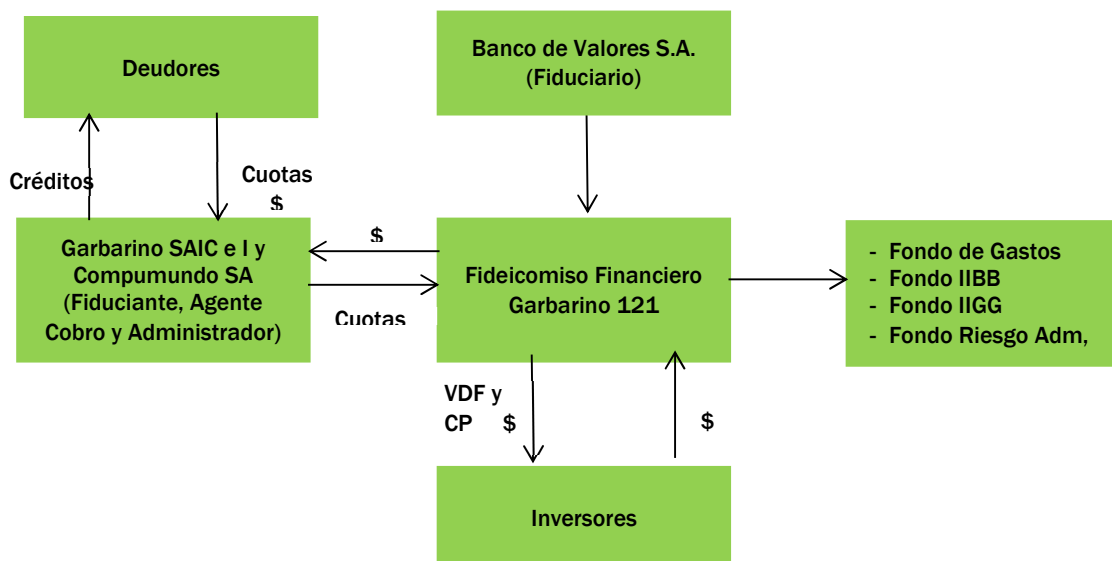 Deudores
Banco de Valores S.A.
(Fiduciario)
Créditos
Cuotas
$
Garbarino SAIC e I y
Compumundo SA
(Fiduciante, Agente
Cobro y Administrador)
$
Cuotas
Fideicomiso Financiero
Garbarino 121
- Fondo de Gastos
- Fondo IIBB
- Fondo IIGG
- Fondo Riesgo Adm,
VDF y
CP $
$
Inversores